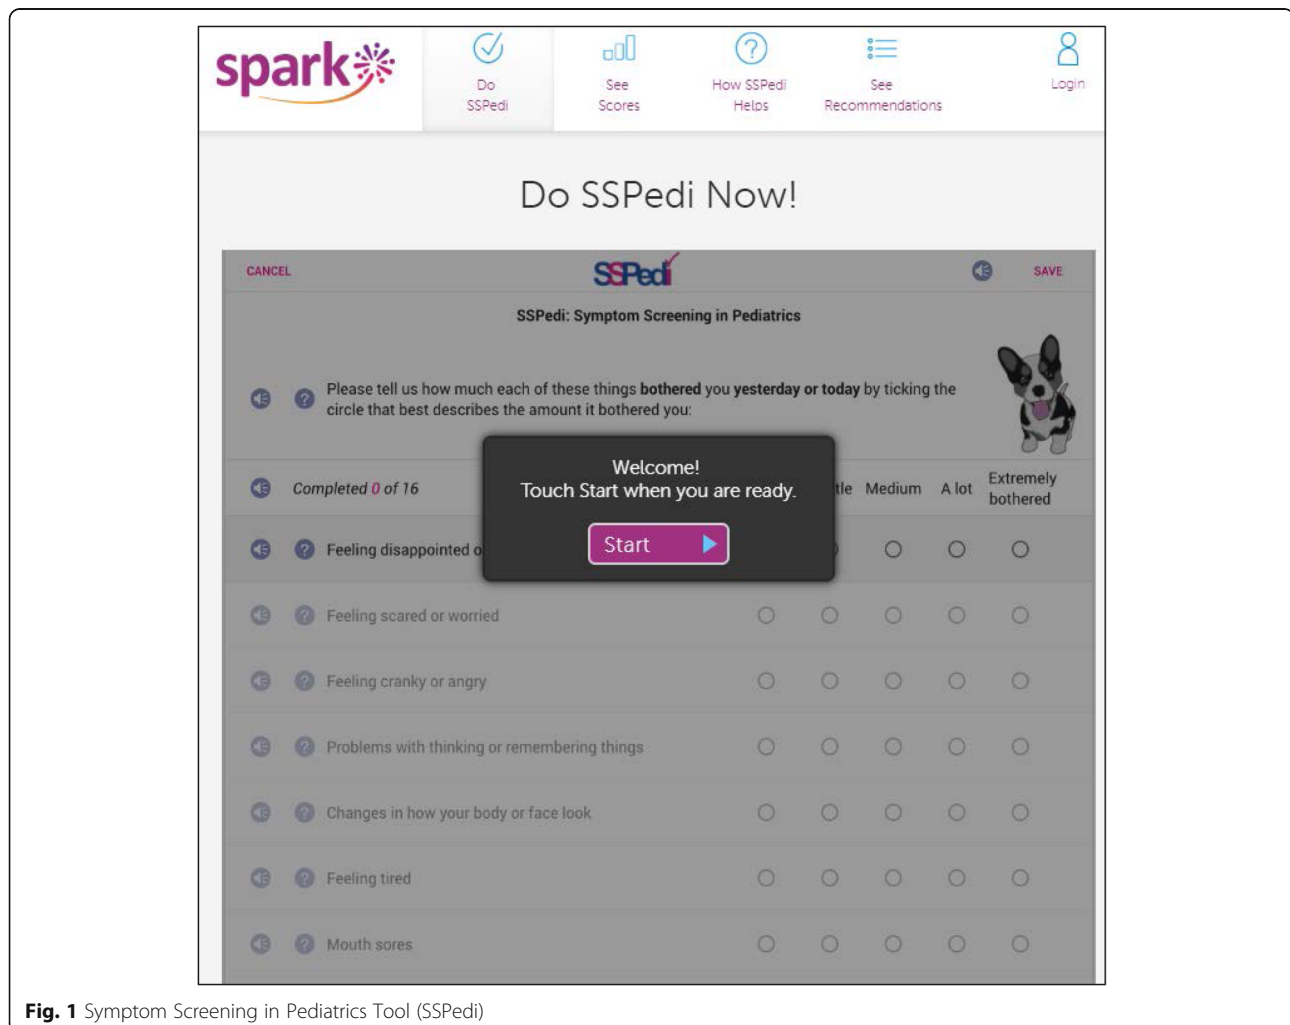 spark
Do
SSPedi
See
Scores
How SSPedi
Helps
See
Recommendations
Login
Do SSPedi Now!
CANCEL
SSPedi
SAVE
SSPedi: Symptom Screening in Pediatrics
Please tell us how much each of these things bothered you yesterday or today by ticking the
circle that best describes the amount it bothered you:
Welcome!
Touch Start when you are ready.
Start
Completed 0 of 16
Medium
A lot
Extremely
bothered
Feeling disappointed
Feeling scared or worried
Feeling cranky or angry
Problems with thinking or remembering things
Changes in how your body or face look
Feeling tired
Mouth sores
Fig. 1 Symptom Screening in Pediatrics Tool (SSPedi)